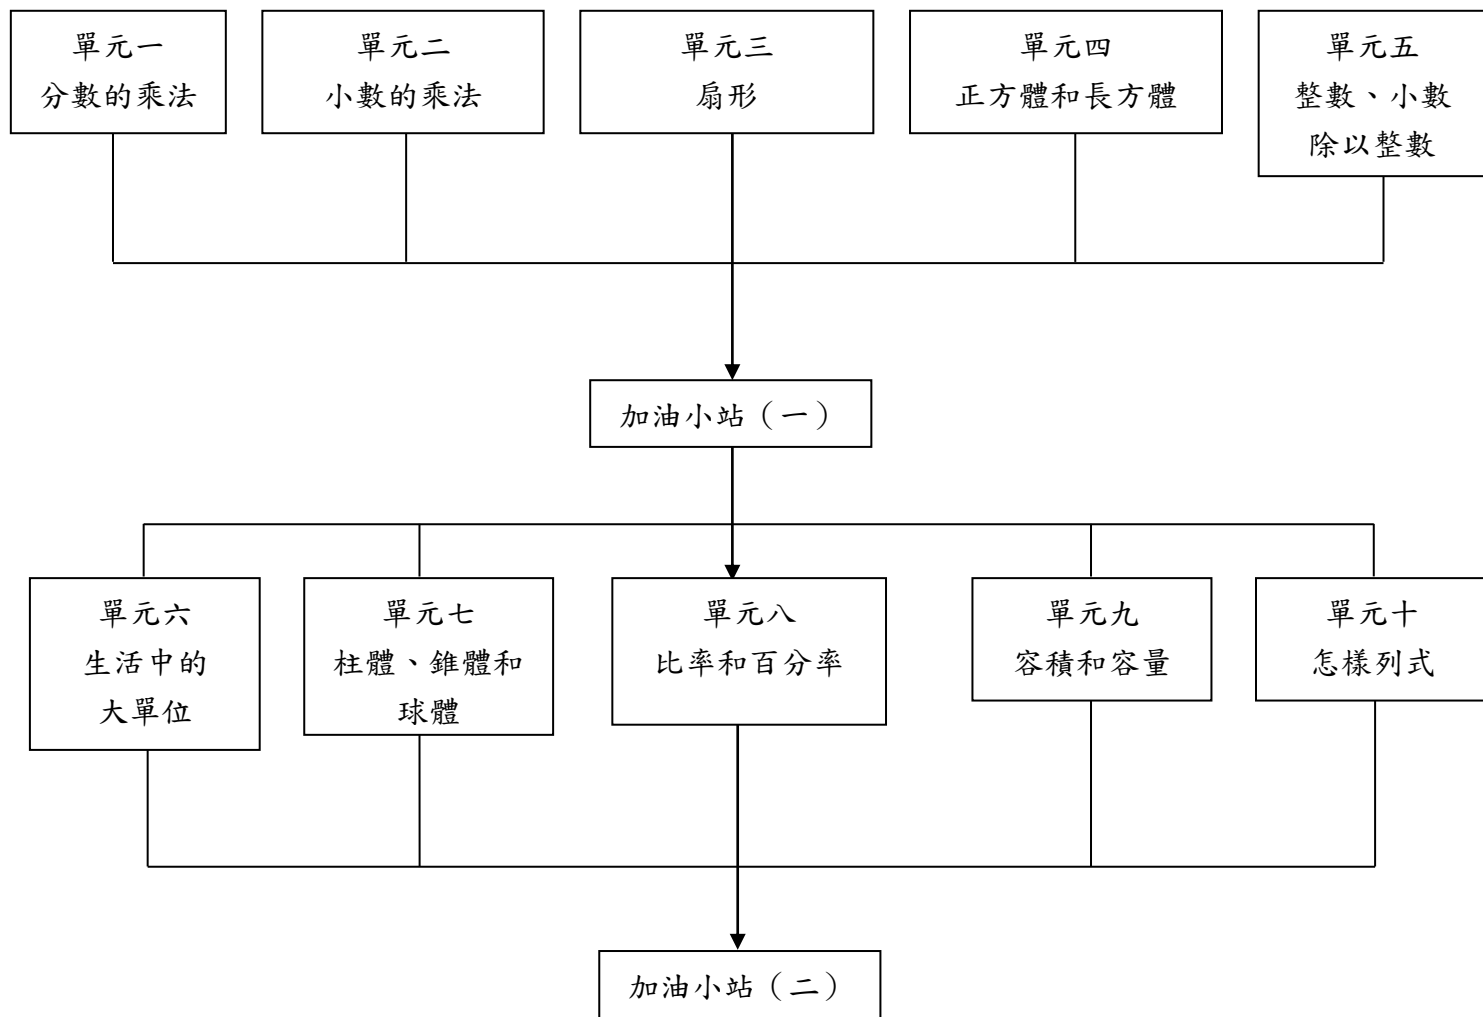 單元一
分數的乘法
單元二
小數的乘法
單元三
扇形
單元四
正方體和長方體
單元五
整數、小數
除以整數
加油小站（一）
單元六
生活中的
大單位
單元七
柱體、錐體和
球體
單元八
比率和百分率
單元九
容積和容量
單元十
怎樣列式
加油小站（二）